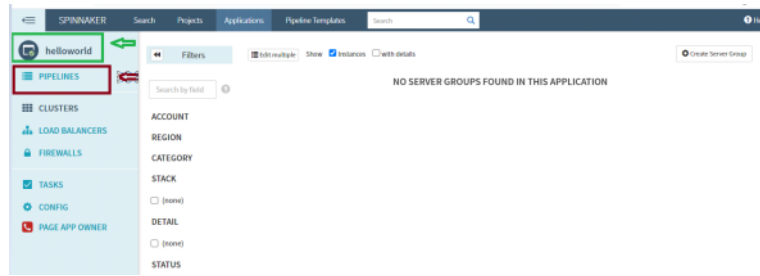 SPINNAKER Search Projects Applications Pipeline Templates Search
helloworld
Filters Edit multiple Show Instances with details Create Server Group
PIPELINES
NO SERVER GROUPS FOUND IN THIS APPLICATION
Search by field
CLUSTERS
ACCOUNT
LOAD BALANCERS
REGION
FIREWALLS
CATEGORY
STACK
TASKS
(none)
CONFIG
DETAIL
PAGE APP OWNER
(none)
STATUS